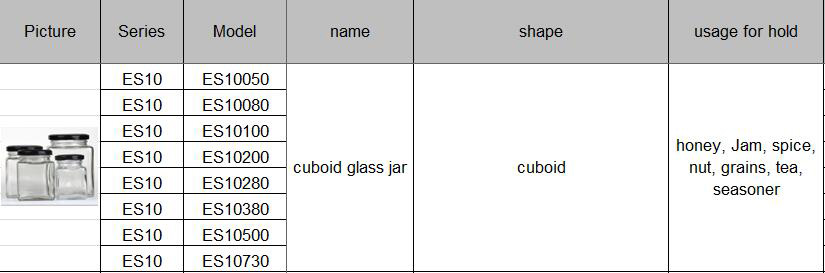 Picture Series Model name shape usage for hold
ES10 ES10050
ES10 ES10080
ES10 ES10100
ES10 ES10200
ES10 ES10280
ES10 ES10380
ES10 ES10500
ES10 ES10730
cuboid glass jar
cuboid
honey, Jam, spice,
nut, grains, tea,
seasoner